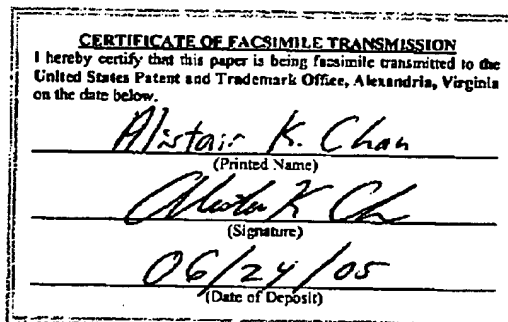 CERTIFICATE OF FACSIMILE TRANSMISSION
I hereby certify that this paper is being facsimile transmitted to the
United States Patent and Trademark Office, Alexandria, Virginia
on the date below.
Alistair K. Chan
(Printed Name)
Alistair K Ch
(Signature)
06/24/05
(Date of Deposit)